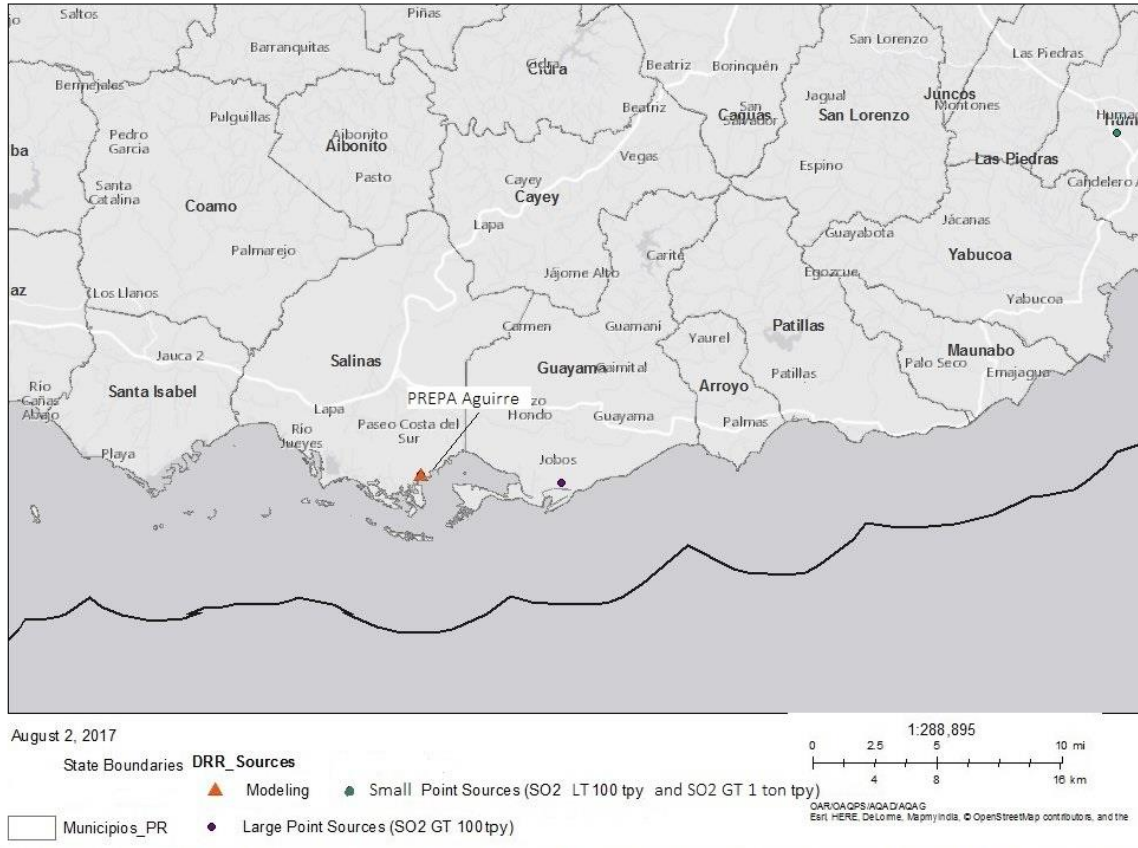 Saltos
Piñas
jo
San Lorenzo
Barranquitas
Las Piedras
Cidra
Cidra
Beatriz
Borinquén
Bermejales
Jagual
Juncos
Beatriz
San
Salvador
Montones
Pulguillas
Caguas
San Lorenzo
Pedro
Garcia
Aibonito
Aibonito
ba
Vegas
Las Piedras
Espino
Pasto
Cayey
Santa
Catalina
Cayey
Candelero A
Coamo
Jácanas
Lapa
Guayabota
Palmarejo
Carite
Yabucoa
Jájome Alto
Egozcue
az
Los Llanos
Yabucoa
Carmen
Guamani
Patillas
Yaurel
Jauca 2
Salinas
Maunabo
Guayama
Caimital
Palo Seco
Emajagua
Patillas
Río
Cañas
Abajo
Santa Isabel
Arroyo
PREPA Aguirre
zo
Hondo
Lapa
Guayama
Paseo Costa del
Sur
Palmas
Río
Jueyes
Playa
Jobos
August 2, 2017
1:288,895
0 2.5 5 10 mi
0 4 8 16 km
State Boundaries DRR_Sources
Modeling Small Point Sources (SO2 LT 100 tpy and SO2 GT 1 ton tpy)
Municipios_PR Large Point Sources (SO2 GT 100tpy)
OAR/OAQPS/AQAD/AQAG
Esri, HERE, DeLorme, MapmyIndia, © OpenStreetMap contributors, and the